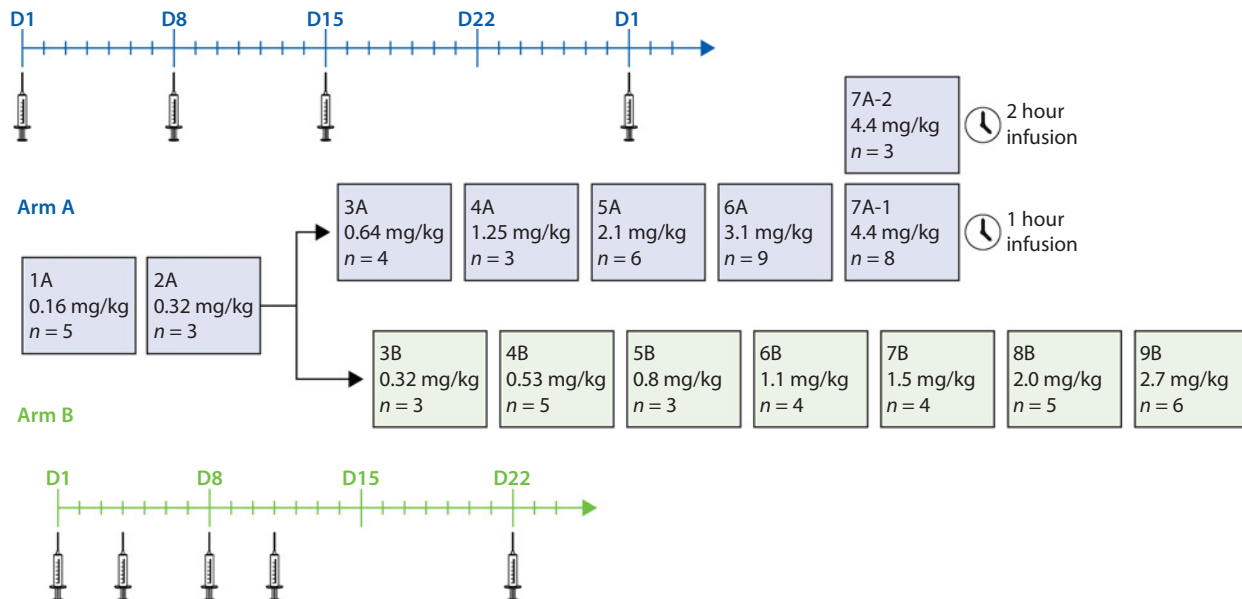 D1 D8 D15 D22 D1
7A-2
4.4 mg/kg
n = 3
2 hour
infusion
Arm A
3A
0.64 mg/kg
n = 4
4A
1.25 mg/kg
n = 3
5A
2.1 mg/kg
n = 6
6A
3.1 mg/kg
n = 9
7A-1
4.4 mg/kg
n = 8
1 hour
infusion
1A
0.16 mg/kg
n = 5
2A
0.32 mg/kg
n = 3
3B
0.32 mg/kg
n = 3
4B
0.53 mg/kg
n = 5
5B
0.8 mg/kg
n = 3
6B
1.1 mg/kg
n = 4
7B
1.5 mg/kg
n = 4
8B
2.0 mg/kg
n = 5
9B
2.7 mg/kg
n = 6
Arm B
D1 D8 D15 D22